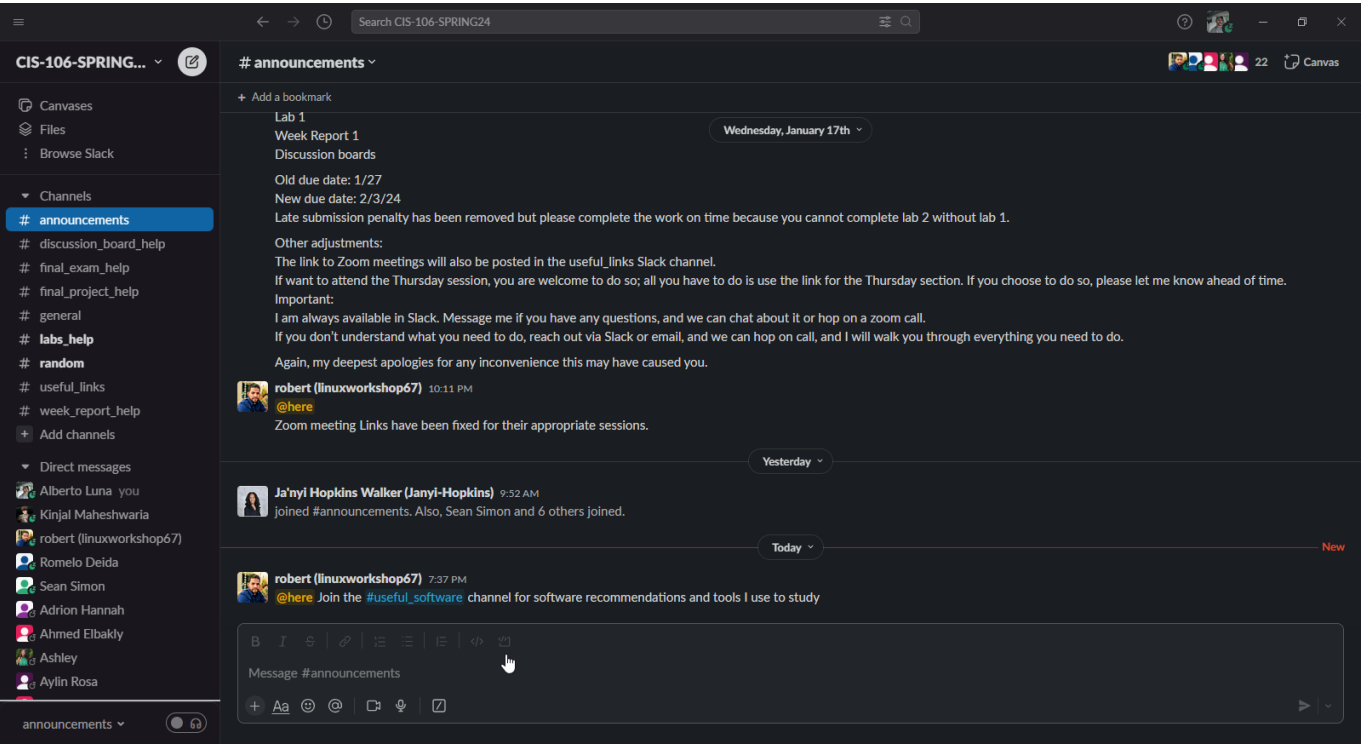 Search CIS-106-SPRING24
CIS-106-SPRING...
# announcements
22
Canvas
+ Add a bookmark
Canvases
Files
Browse Slack
Channels
# announcements
# discussion_board_help
# final_exam_help
# final_project_help
# general
# labs_help
# random
# useful_links
# week_report_help
+ Add channels
Direct messages
Alberto Luna you
Kinjal Maheshwaria
robert (linuxworkshop67)
Romelo Deida
Sean Simon
Adrion Hannah
Ahmed Elbakly
Ashley
Aylin Rosa
announcements
Lab 1
Wednesday, January 17th
Week Report 1
Discussion boards
Old due date: 1/27
New due date: 2/3/24
Late submission penalty has been removed but please complete the work on time because you cannot complete lab 2 without lab 1.
Other adjustments:
The link to Zoom meetings will also be posted in the useful_links Slack channel.
If want to attend the Thursday session, you are welcome to do so; all you have to do is use the link for the Thursday section. If you choose to do so, please let me know ahead of time.
Important:
I am always available in Slack. Message me if you have any questions, and we can chat about it or hop on a zoom call.
If you don't understand what you need to do, reach out via Slack or email, and we can hop on call, and I will walk you through everything you need to do.
Again, my deepest apologies for any inconvenience this may have caused you.
robert (linuxworkshop67) 10:11 PM
@here
Zoom meeting Links have been fixed for their appropriate sessions.
Yesterday
Ja'nyi Hopkins Walker (Janyi-Hopkins) 9:52 AM
joined #announcements. Also, Sean Simon and 6 others joined.
Today
New
robert (linuxworkshop67) 7:37 PM
@here Join the #useful_software channel for software recommendations and tools I use to study
B I S
Message #announcements
+ Aa @